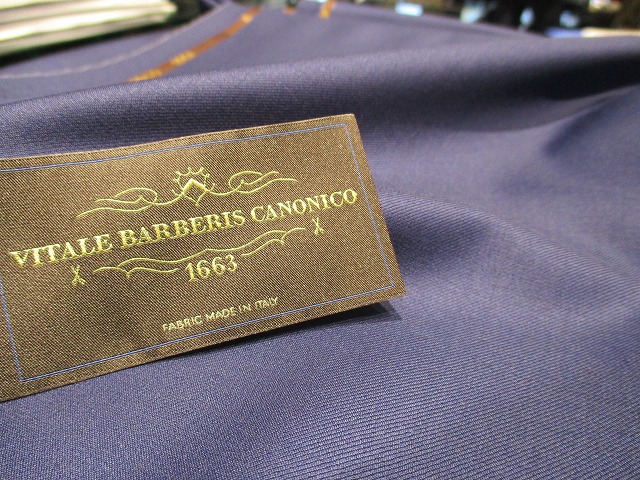 VITALE BARBERIS CANONICO
1663
FABRIC MADE IN ITALY